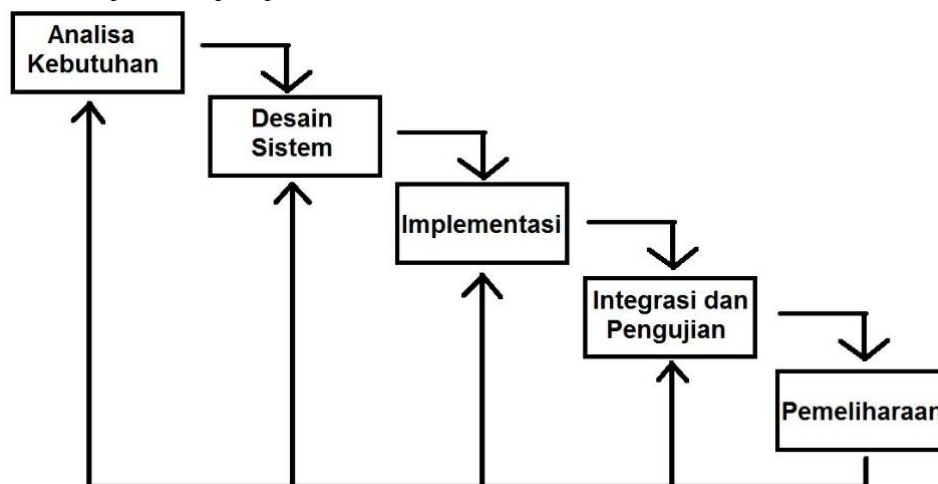 Analisa
Kebutuhan
Desain
Sistem
Implementasi
Integrasi dan
Pengujian
Pemeliharaan